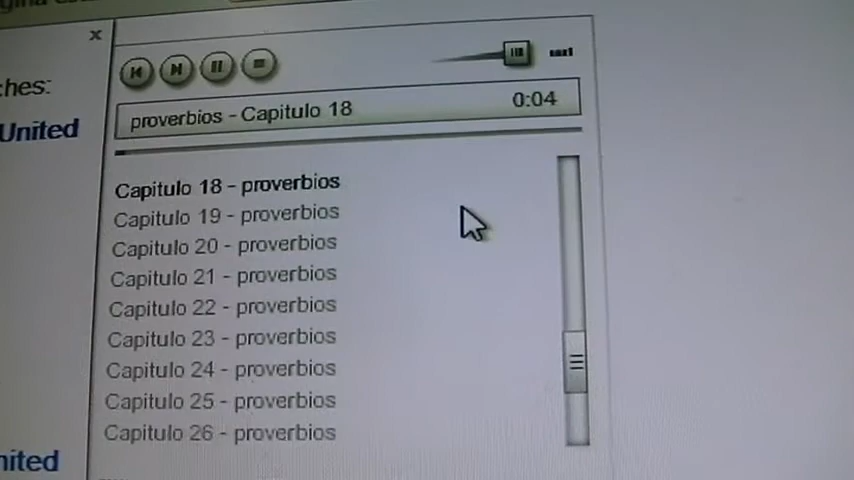 x
ches:
United
proverbios - Capitulo 18 0:04
Capitulo 18 - proverbios
Capitulo 19 - proverbios
Capitulo 20 - proverbios
Capitulo 21 - proverbios
Capitulo 22 - proverbios
Capitulo 23 - proverbios
Capitulo 24 - proverbios
Capitulo 25 - proverbios
Capitulo 26 - proverbios
nited